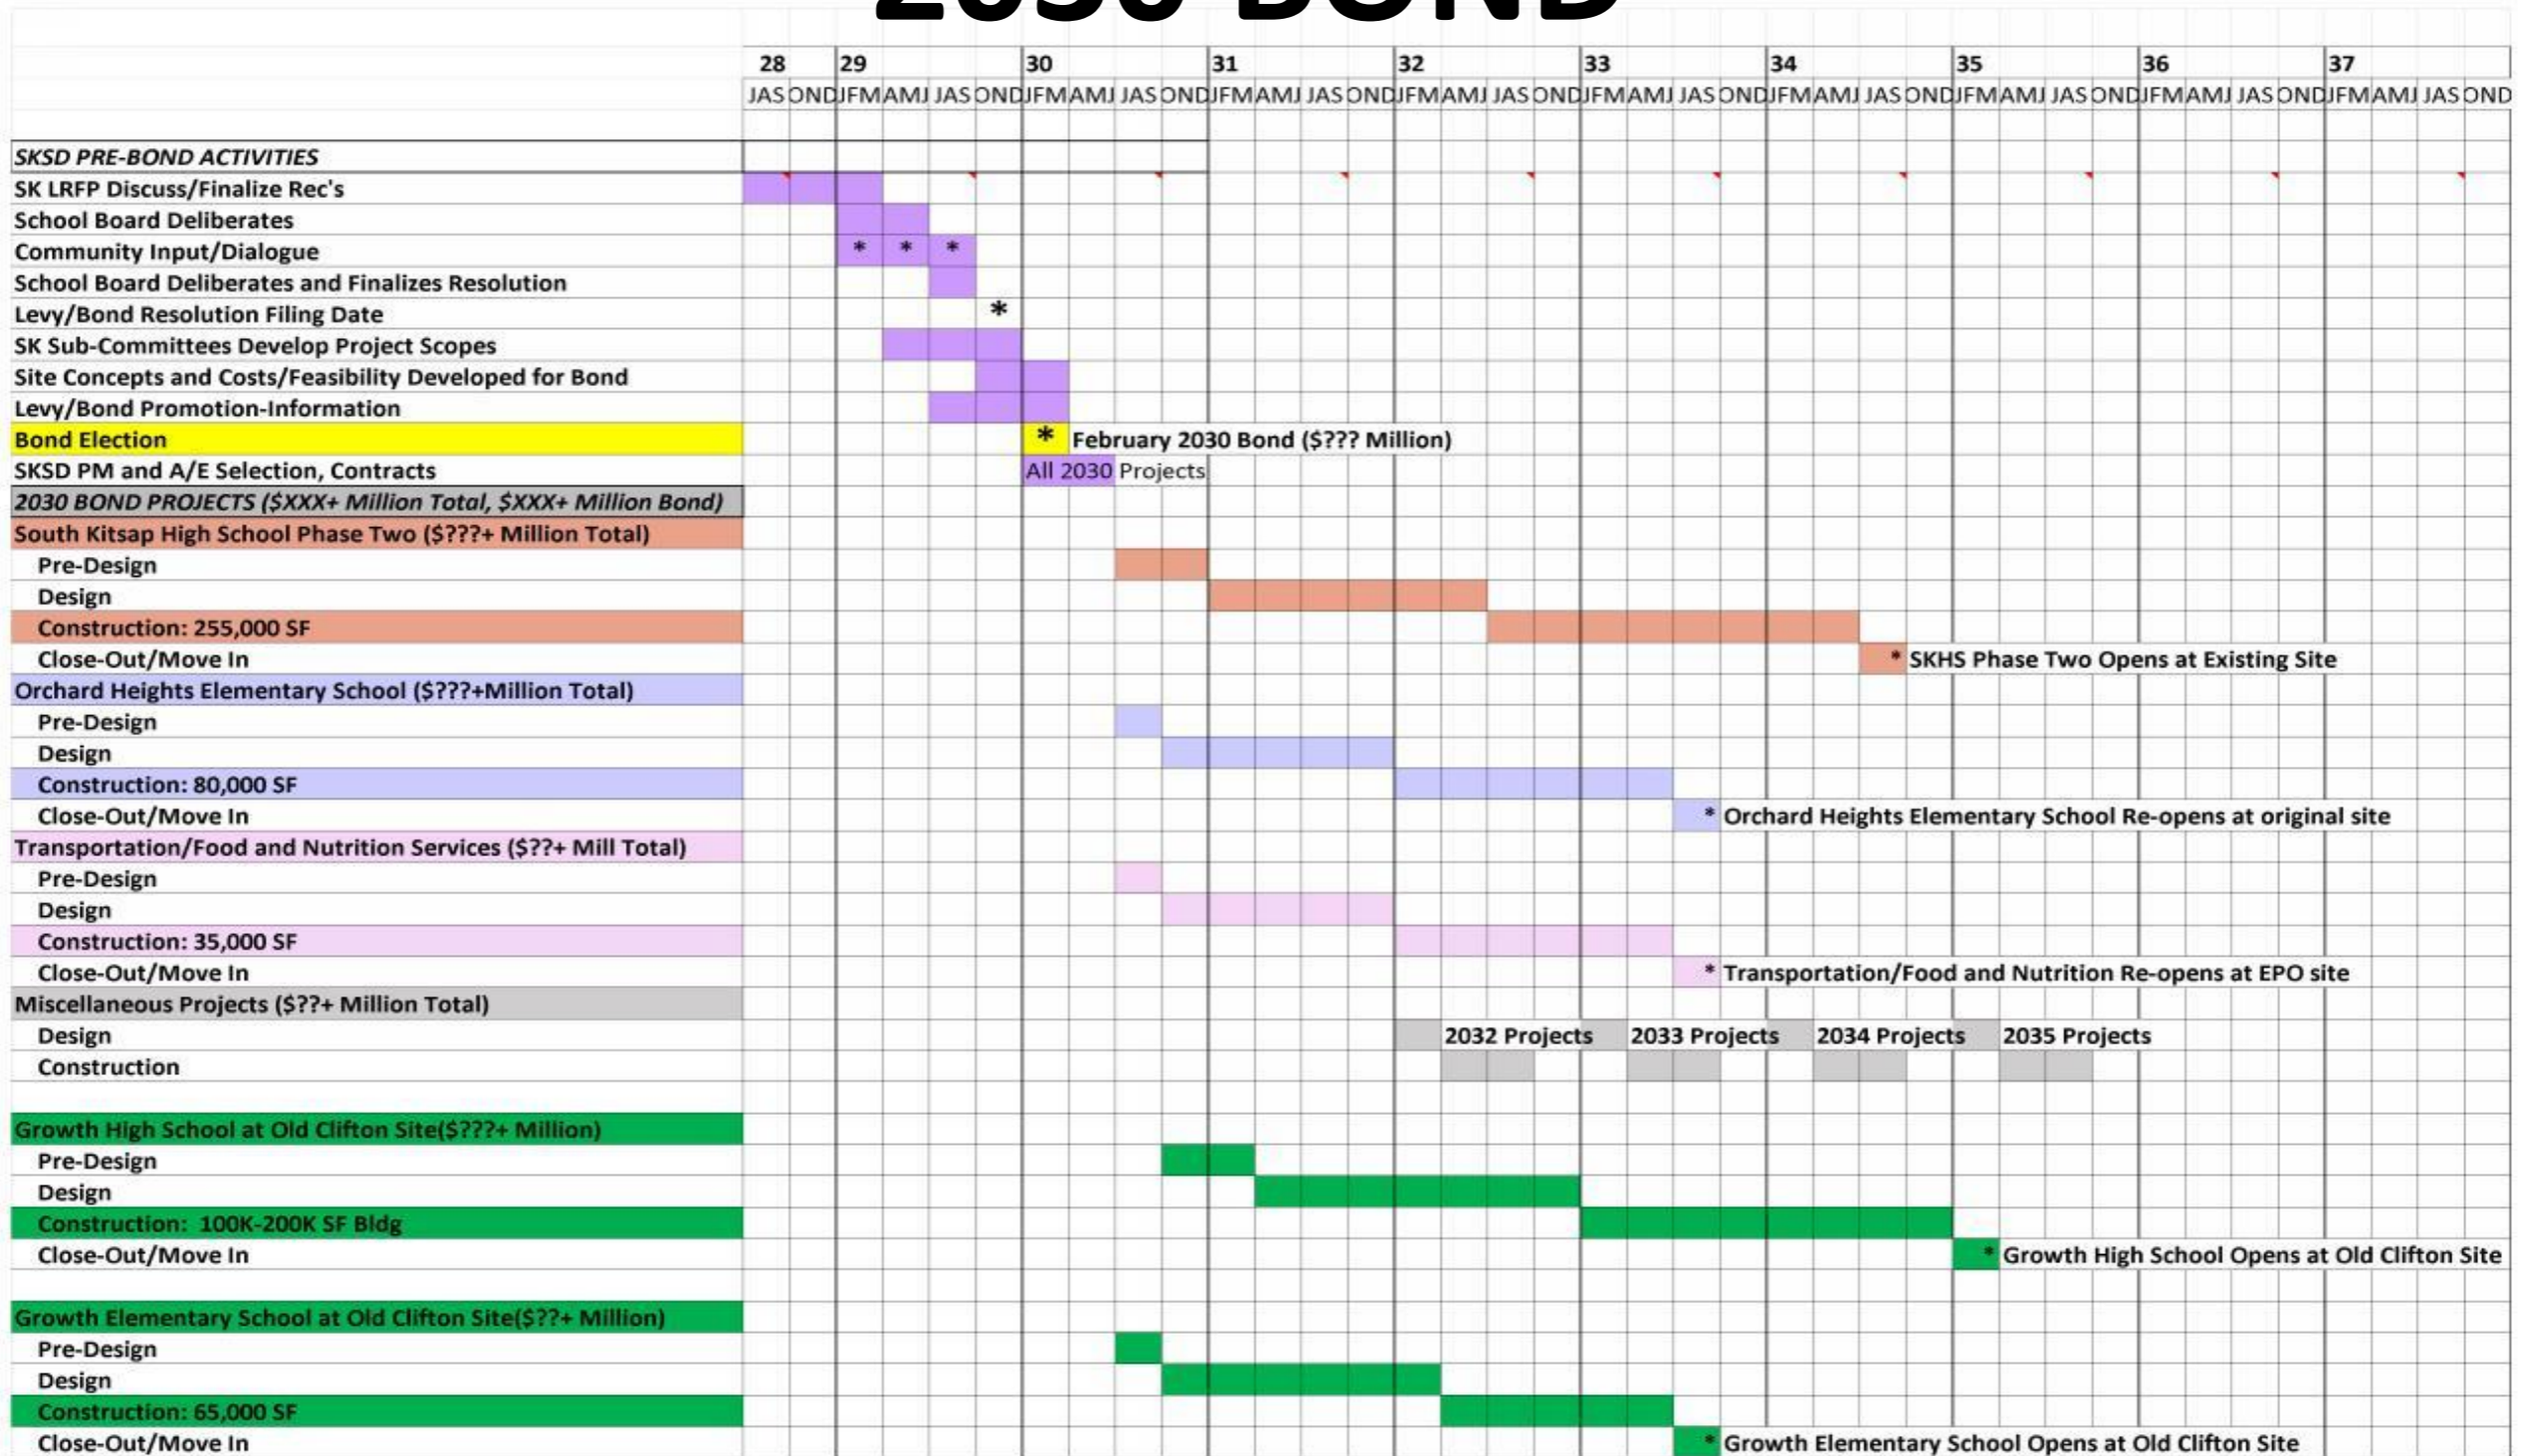 2030 BOND
28 29 30 31 32 33 34 35 36 37
JAS OND JFM AMJ JAS OND JFM AMJ JAS OND JFM AMJ JAS OND JFM AMJ JAS OND JFM AMJ JAS OND JFM AMJ JAS OND JFM AMJ JAS OND JFM AMJ JAS OND JFM AMJ JAS OND
SKSD PRE-BOND ACTIVITIES
SK LRFP Discuss/Finalize Rec's
School Board Deliberates
Community Input/Dialogue * * *
School Board Deliberates and Finalizes Resolution
Levy/Bond Resolution Filing Date *
SK Sub-Committees Develop Project Scopes
Site Concepts and Costs/Feasibility Developed for Bond
Levy/Bond Promotion-Information
Bond Election * February 2030 Bond ($??? Million)
SKSD PM and A/E Selection, Contracts All 2030 Projects
2030 BOND PROJECTS ($XXX+ Million Total, $XXX+ Million Bond)
South Kitsap High School Phase Two ($???+ Million Total)
Pre-Design
Design
Construction: 255,000 SF
Close-Out/Move In * SKHS Phase Two Opens at Existing Site
Orchard Heights Elementary School ($???+Million Total)
Pre-Design
Design
Construction: 80,000 SF
Close-Out/Move In * Orchard Heights Elementary School Re-opens at original site
Transportation/Food and Nutrition Services ($??+ Mill Total)
Pre-Design
Design
Construction: 35,000 SF
Close-Out/Move In * Transportation/Food and Nutrition Re-opens at EPO site
Miscellaneous Projects ($??+ Million Total)
Design 2032 Projects 2033 Projects 2034 Projects 2035 Projects
Construction
Growth High School at Old Clifton Site($???+ Million)
Pre-Design
Design
Construction: 100K-200K SF Bldg
Close-Out/Move In * Growth High School Opens at Old Clifton Site
Growth Elementary School at Old Clifton Site($??+ Million)
Pre-Design
Design
Construction: 65,000 SF
Close-Out/Move In * Growth Elementary School Opens at Old Clifton Site